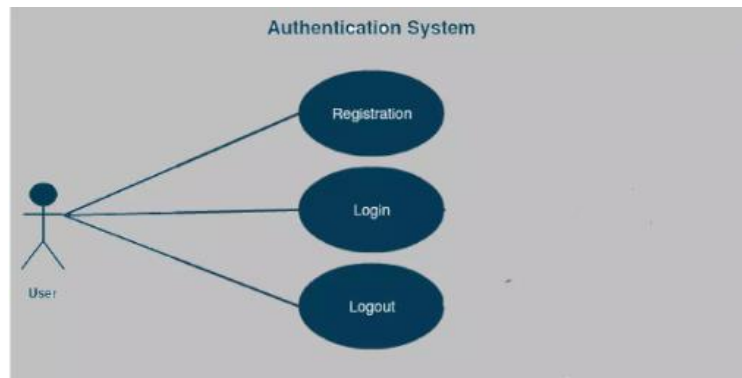 Authentication System
Registration
Login
User
Logout